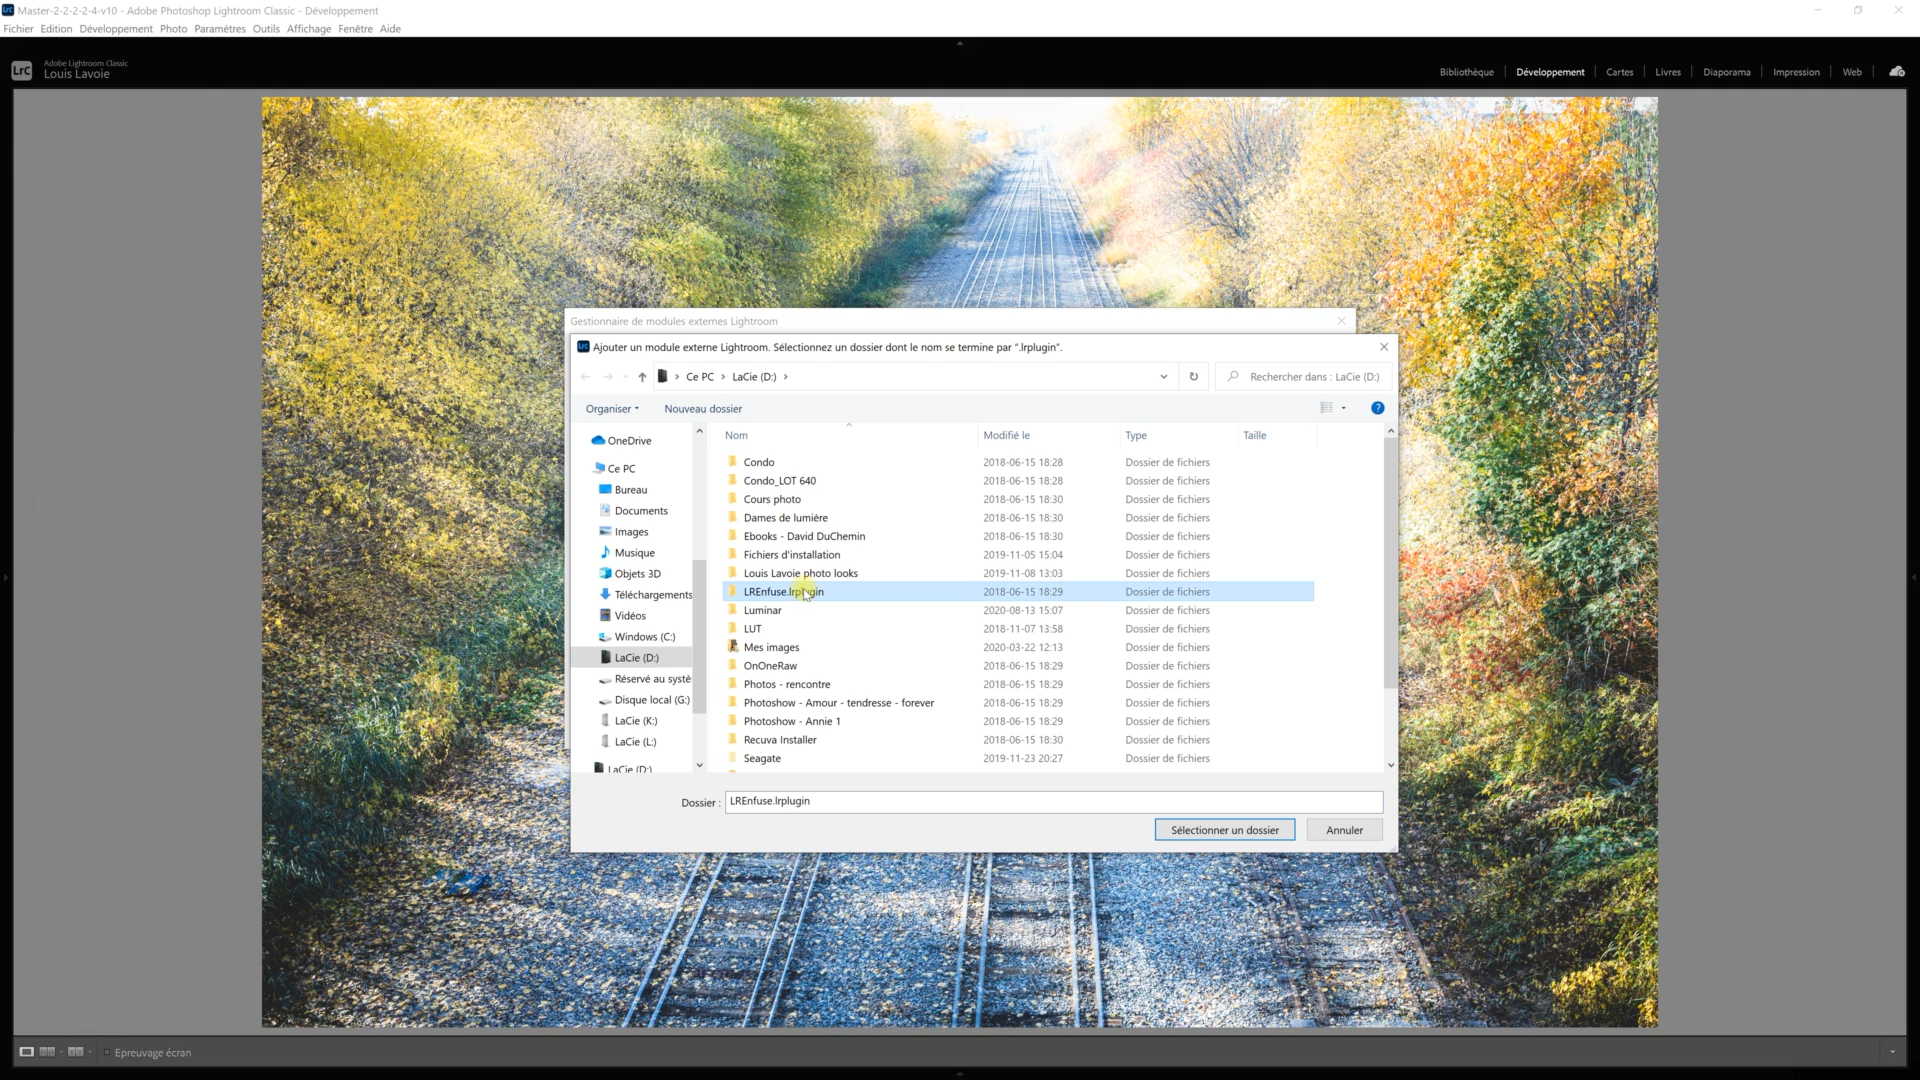 Master-2-2-2-2-4-v10 - Adobe Photoshop Lightroom Classic - Développement
Fichier Edition Développement Photo Paramètres Outils Affichage Fenêtre Aide
LrC
Adobe Lightroom Classic
Louis Lavoie
Bibliothèque Développement Cartes Livres Diaporama Impression Web
Gestionnaire de modules externes Lightroom
LrC Ajouter un module externe Lightroom. Sélectionnez un dossier dont le nom se termine par ".lrplugin".
Ce PC LaCie (D:)
Rechercher dans : LaCie (D:)
Organiser Nouveau dossier
Nom Modifié le Type Taille
OneDrive
Ce PC
Bureau
Documents
Images
Musique
Objets 3D
Téléchargements
Vidéos
Windows (C:)
LaCie (D:)
Réservé au systè
Disque local (G:)
LaCie (K:)
LaCie (L:)
LaCie (D:)
Condo 2018-06-15 18:28 Dossier de fichiers
Condo_LOT 640 2018-06-15 18:28 Dossier de fichiers
Cours photo 2018-06-15 18:30 Dossier de fichiers
Dames de lumière 2018-06-15 18:30 Dossier de fichiers
Ebooks - David DuChemin 2018-06-15 18:30 Dossier de fichiers
Fichiers d'installation 2019-11-05 15:04 Dossier de fichiers
Louis Lavoie photo looks 2019-11-08 13:03 Dossier de fichiers
LREnfuse.lrplugin 2018-06-15 18:29 Dossier de fichiers
Luminar 2020-08-13 15:07 Dossier de fichiers
LUT 2018-11-07 13:58 Dossier de fichiers
Mes images 2020-03-22 12:13 Dossier de fichiers
OnOneRaw 2018-06-15 18:29 Dossier de fichiers
Photos - rencontre 2018-06-15 18:29 Dossier de fichiers
Photoshow - Amour - tendresse - forever 2018-06-15 18:29 Dossier de fichiers
Photoshow - Annie 1 2018-06-15 18:29 Dossier de fichiers
Recuva Installer 2018-06-15 18:30 Dossier de fichiers
Seagate 2019-11-23 20:27 Dossier de fichiers
Dossier : LREnfuse.lrplugin
Sélectionner un dossier Annuler
Epreuvage écran